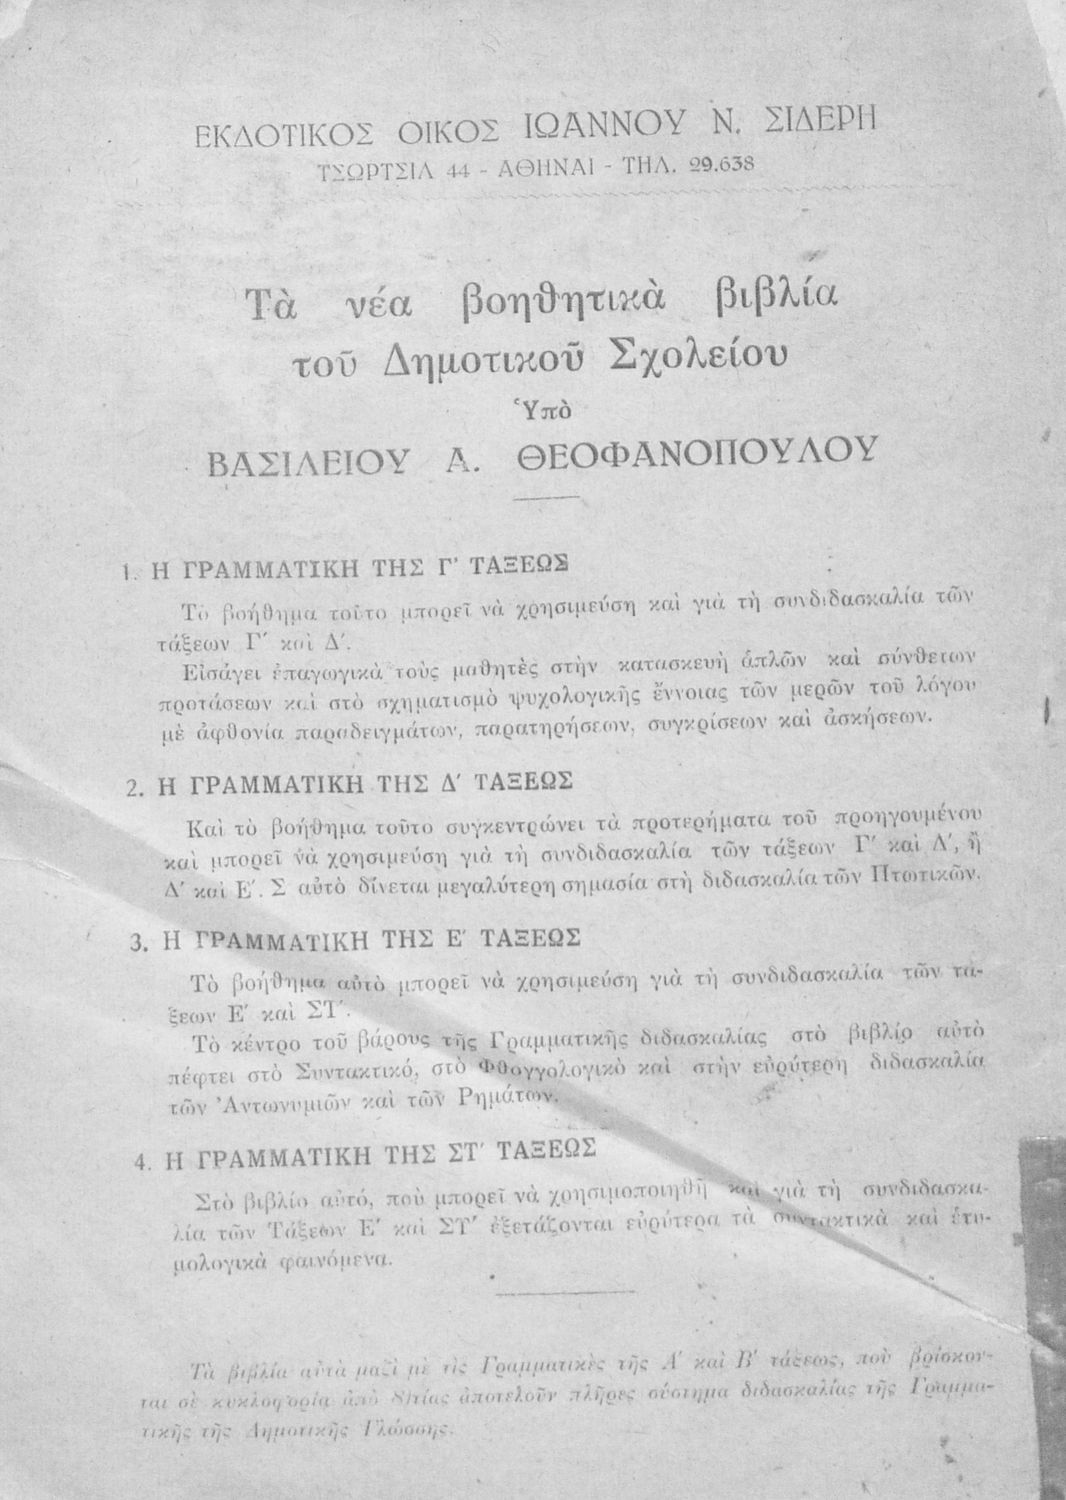 ΕΚΔΟΤΙΚΟΣ ΟΙΚΟΣ ΙΩΑΝΝΟΥ Ν. ΣΙΔΕΡΗ
ΤΣΩΡΤΣΙΛ 44 - ΑΘΗΝΑΙ - ΤΗΛ. 29.638
Τὰ νέα βοηθητικὰ βιβλία
τοῦ Δημοτικοῦ Σχολείου
Ὑπὸ
ΒΑΣΙΛΕΙΟΥ Α. ΘΕΟΦΑΝΟΠΟΥΛΟΥ
1. Η ΓΡΑΜΜΑΤΙΚΗ ΤΗΣ Γ΄ ΤΑΞΕΩΣ
Τὸ βοήθημα τοῦτο μπορεῖ νὰ χρησιμεύση καὶ γιὰ τὴ συνδιδασκαλία τῶν
τάξεων Γ΄ καὶ Δ΄.
Εἰσάγει ἐπαγωγικὰ τοὺς μαθητὲς στὴν κατασκευὴ ἁπλῶν καὶ σύνθετων
προτάσεων καὶ στὸ σχηματισμὸ ψυχολογικῆς ἔννοιας τῶν μερῶν τοῦ λόγου
μὲ ἀφθονία παραδειγμάτων, παρατηρήσεων, συγκρίσεων καὶ ἀσκήσεων.
2. Η ΓΡΑΜΜΑΤΙΚΗ ΤΗΣ Δ΄ ΤΑΞΕΩΣ
Καὶ τὸ βοήθημα τοῦτο συγκεντρώνει τὰ προτερήματα τοῦ προηγουμένου
καὶ μπορεῖ νὰ χρησιμεύση γιὰ τὴ συνδιδασκαλία τῶν τάξεων Γ΄ καὶ Δ΄, ἢ
Δ΄ καὶ Ε΄. Σ αὐτὸ δίνεται μεγαλύτερη σημασία στὴ διδασκαλία τῶν Πτωτικῶν.
3. Η ΓΡΑΜΜΑΤΙΚΗ ΤΗΣ Ε΄ ΤΑΞΕΩΣ
Τὸ βοήθημα αὐτὸ μπορεῖ νὰ χρησιμεύση γιὰ τὴ συνδιδασκαλία τῶν τά-
ξεων Ε΄ καὶ ΣΤ΄.
Τὸ κέντρο τοῦ βάρους τῆς Γραμματικῆς διδασκαλίας στὸ βιβλίο αὐτὸ
πέφτει στὸ Συντακτικό, στὸ Φθογγολογικὸ καὶ στὴν εὐρύτερη διδασκαλία
τῶν Ἀντωνυμιῶν καὶ τῶν Ρημάτων.
4. Η ΓΡΑΜΜΑΤΙΚΗ ΤΗΣ ΣΤ΄ ΤΑΞΕΩΣ
Στὸ βιβλίο αὐτό, ποὺ μπορεῖ νὰ χρησιμοποιηθῆ καὶ γιὰ τὴ συνδιδασκα-
λία τῶν Τάξεων Ε΄ καὶ ΣΤ΄ ἐξετάζονται εὐρύτερα τὰ συντακτικὰ καὶ ἐτυ-
μολογικὰ φαινόμενα.
Τὰ βιβλία αὐτὰ μαζὶ μὲ τὶς Γραμματικὲς τῆς Α΄ καὶ Β΄ τάξεως, ποὺ βρίσκον-
ται σὲ κυκλοφορία ἀπὸ 8ετίας ἀποτελοῦν πλῆρες σύστημα διδασκαλίας τῆς Γραμμα-
τικῆς τῆς Δημοτικῆς Γλώσσης.